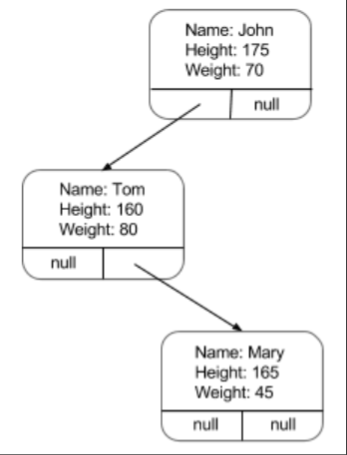 Name: John
Height: 175
Weight: 70
null
Name: Tom
Height: 160
Weight: 80
null
Name: Mary
Height: 165
Weight: 45
null null